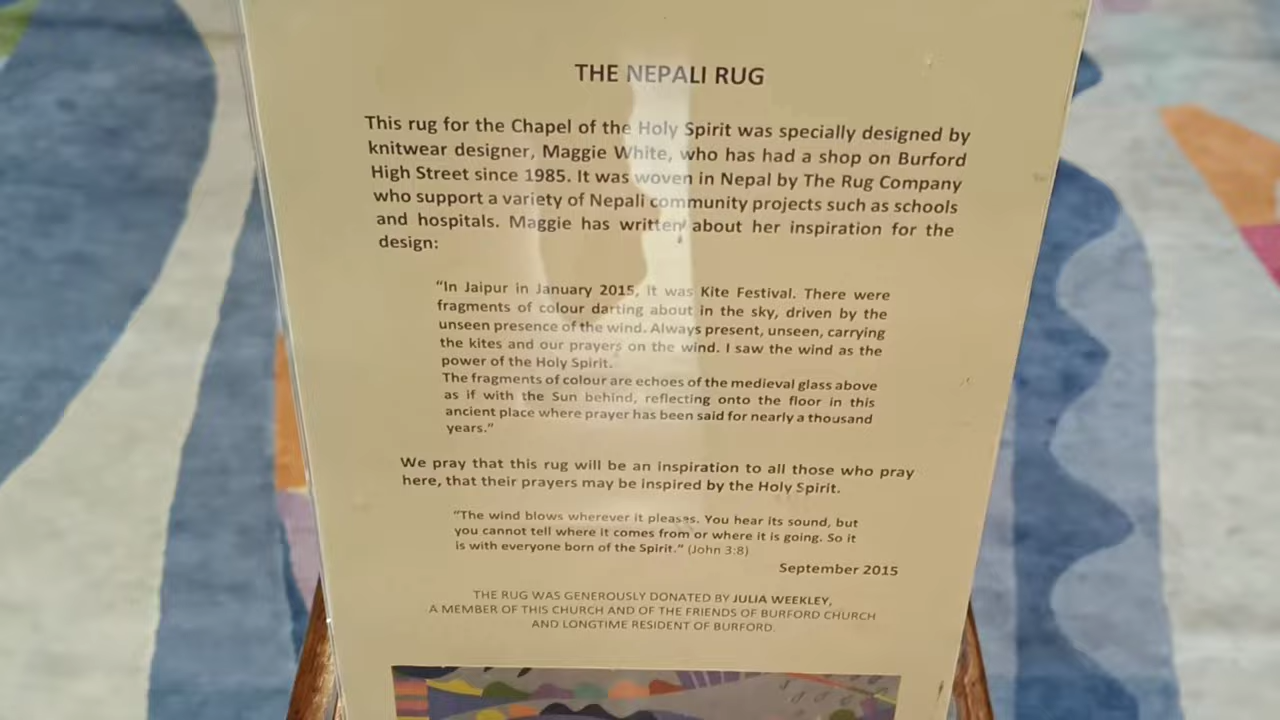 THE NEPALI RUG
This rug for the Chapel of the Holy Spirit was specially designed by
knitwear designer, Maggie White, who has had a shop on Burford
High Street since 1985. It was woven in Nepal by The Rug Company
who support a variety of Nepali community projects such as schools
and hospitals. Maggie has written about her inspiration for the
design:
“In Jaipur in January 2015, it was Kite Festival. There were
fragments of colour darting about in the sky, driven by the
unseen presence of the wind. Always present, unseen, carrying
the kites and our prayers on the wind. I saw the wind as the
power of the Holy Spirit.
The fragments of colour are echoes of the medieval glass above
as if with the Sun behind, reflecting onto the floor in this
ancient place where prayer has been said for nearly a thousand
years.”
We pray that this rug will be an inspiration to all those who pray
here, that their prayers may be inspired by the Holy Spirit.
“The wind blows wherever it pleases. You hear its sound, but
you cannot tell where it comes from or where it is going. So it
is with everyone born of the Spirit.” (John 3:8)
September 2015
THE RUG WAS GENEROUSLY DONATED BY JULIA WEEKLEY,
A MEMBER OF THIS CHURCH AND OF THE FRIENDS OF BURFORD CHURCH
AND LONGTIME RESIDENT OF BURFORD.